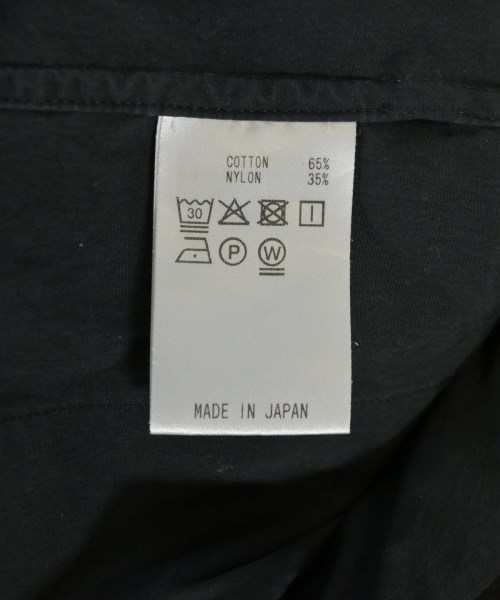 COTTON 65%
NYLON 35%
30
P W
MADE IN JAPAN